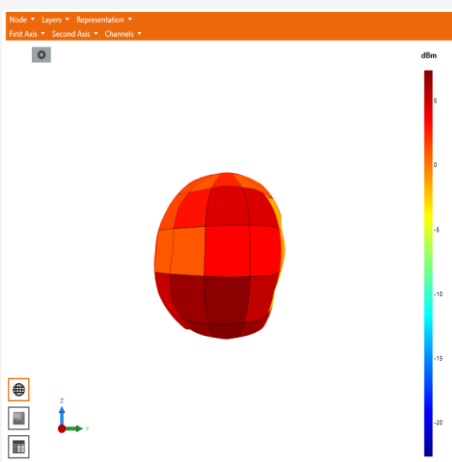 Node Layers Representation
First Axis Second Axis Channels
dBm
5
0
-5
-10
-15
-20
Z
Y